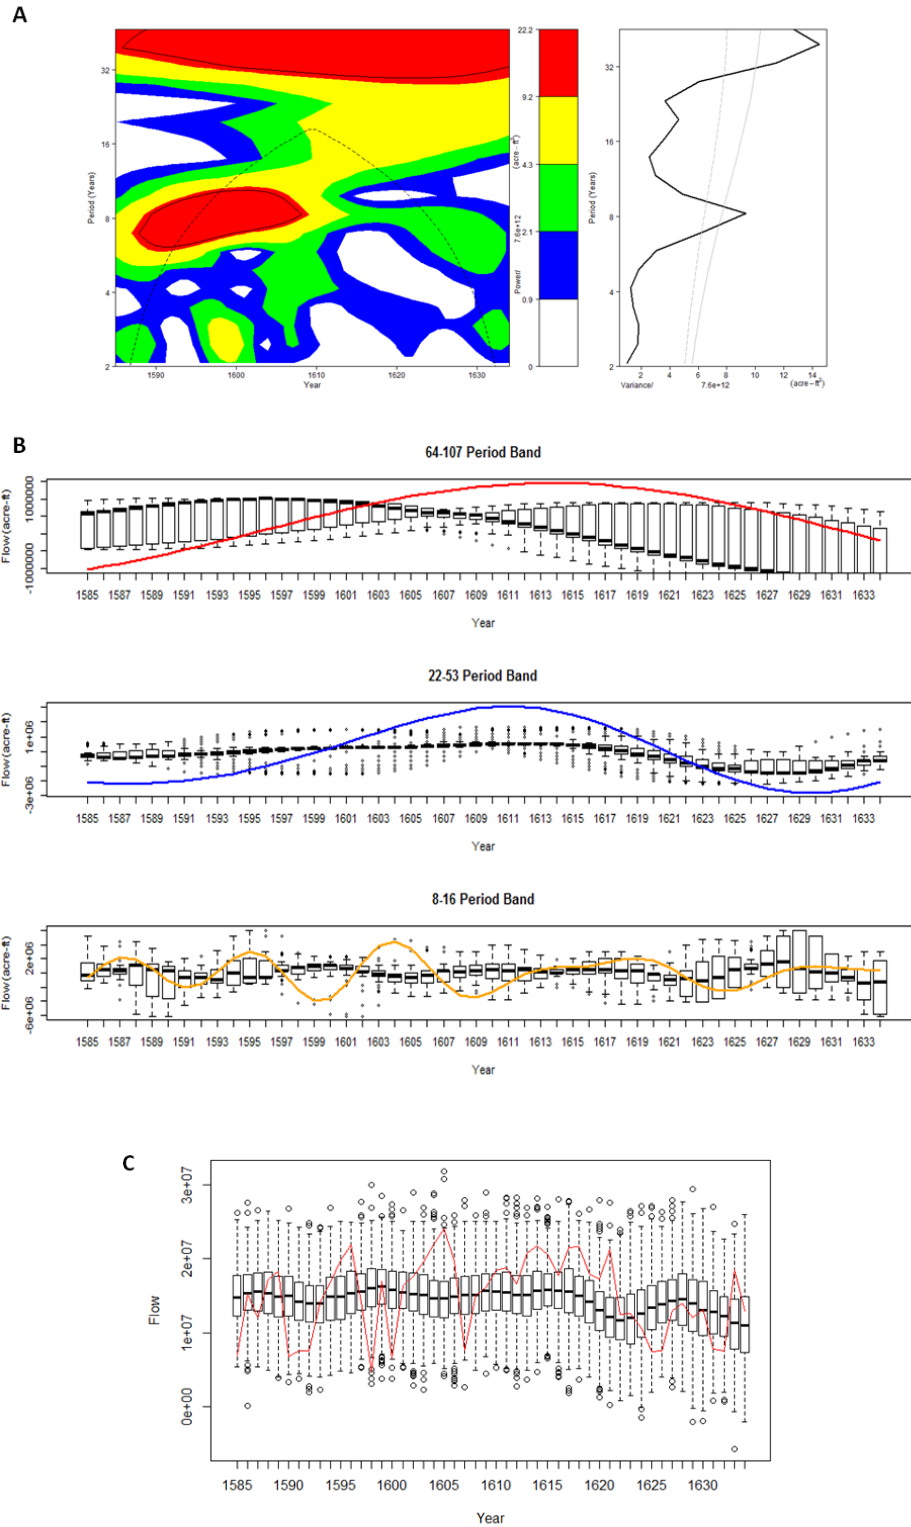 A
22.2
32
9.2
32
16
(acre-ft)
4.3
16
Period (Years)
Period (Years)
8
7.6e+12
2.1
8
4
Power/
0.9
4
2
0
2
1590 1600 1610 1620 1630
Year
2 4 6 8 10 12 14
Variance/ 7.6e+12 (acre-ft²)
B
64-107 Period Band
Flow(acre-ft)
1000000
-1000000
1585 1587 1589 1591 1593 1595 1597 1599 1601 1603 1605 1607 1609 1611 1613 1615 1617 1619 1621 1623 1625 1627 1629 1631 1633
Year
22-53 Period Band
Flow(acre-ft)
1e+06
-3e+06
1585 1587 1589 1591 1593 1595 1597 1599 1601 1603 1605 1607 1609 1611 1613 1615 1617 1619 1621 1623 1625 1627 1629 1631 1633
Year
8-16 Period Band
Flow(acre-ft)
2e+06
-6e+06
1585 1587 1589 1591 1593 1595 1597 1599 1601 1603 1605 1607 1609 1611 1613 1615 1617 1619 1621 1623 1625 1627 1629 1631 1633
Year
C
3e+07
2e+07
Flow
1e+07
0e+00
1585 1590 1595 1600 1605 1610 1615 1620 1625 1630
Year